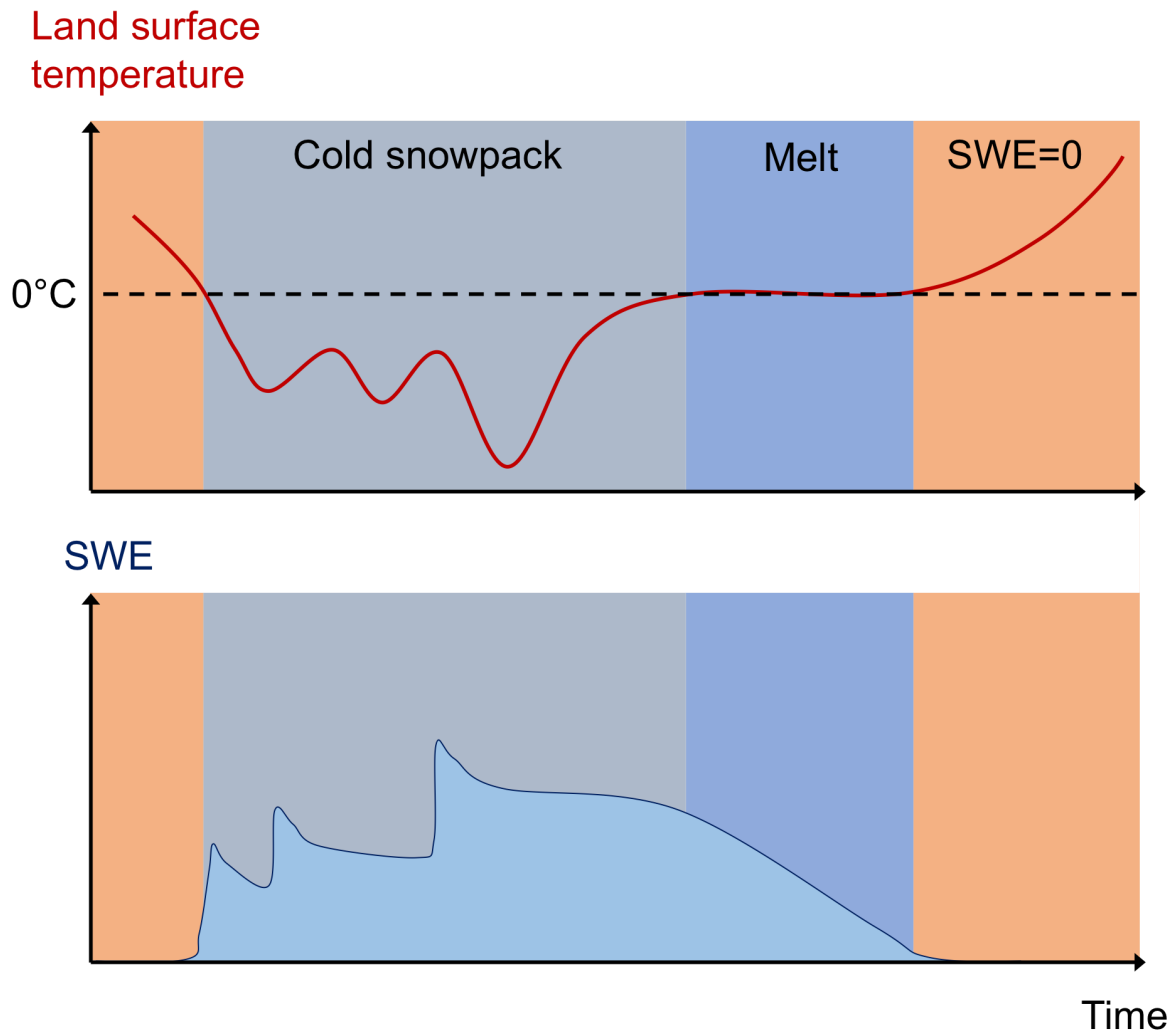 Land surface
temperature
Cold snowpack
Melt
SWE=0
0°C
SWE
Time